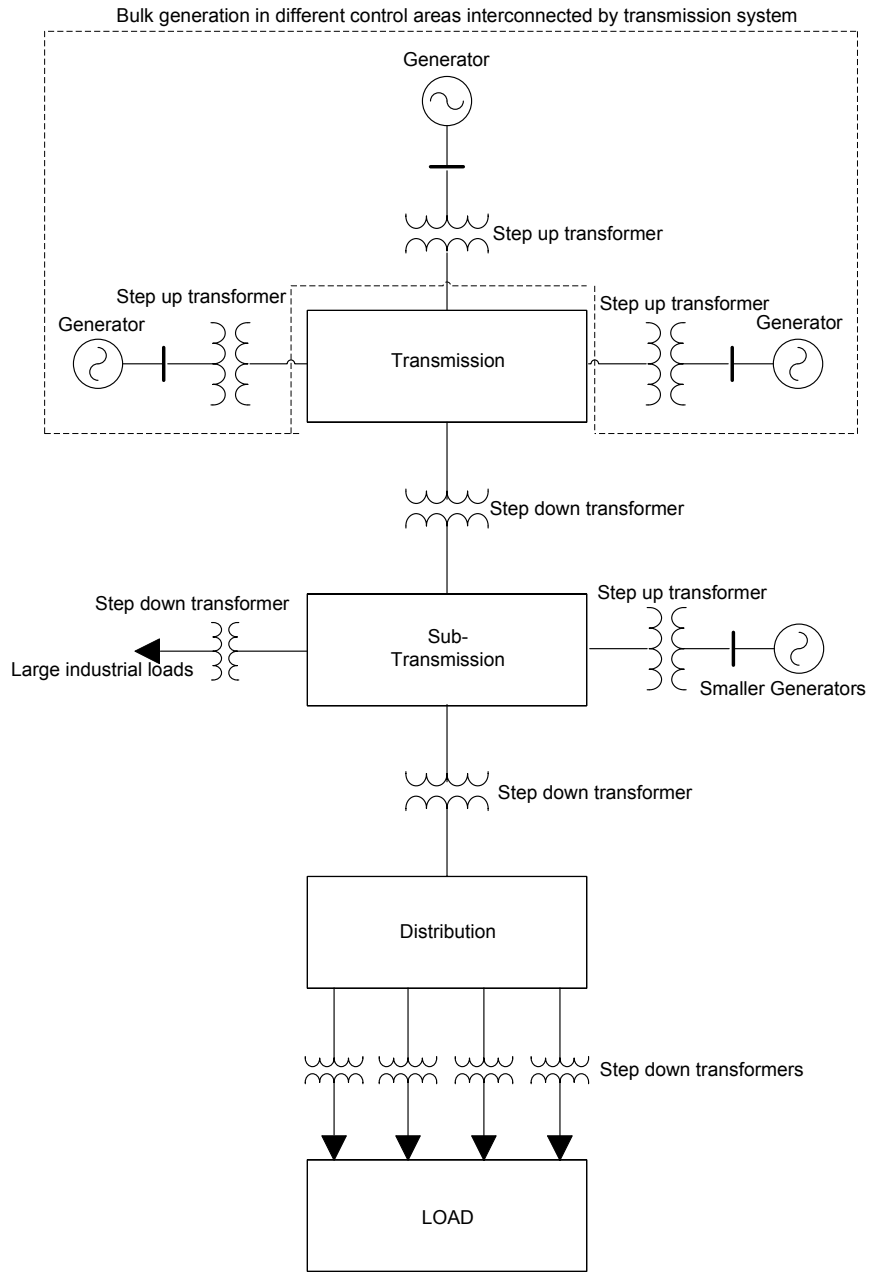 Bulk generation in different control areas interconnected by transmission system
Generator
Step up transformer
Step up transformer
Generator
Step up transformer
Generator
Transmission
Step down transformer
Step down transformer
Large industrial loads
Sub-
Transmission
Step up transformer
Smaller Generators
Step down transformer
Distribution
Step down transformers
LOAD